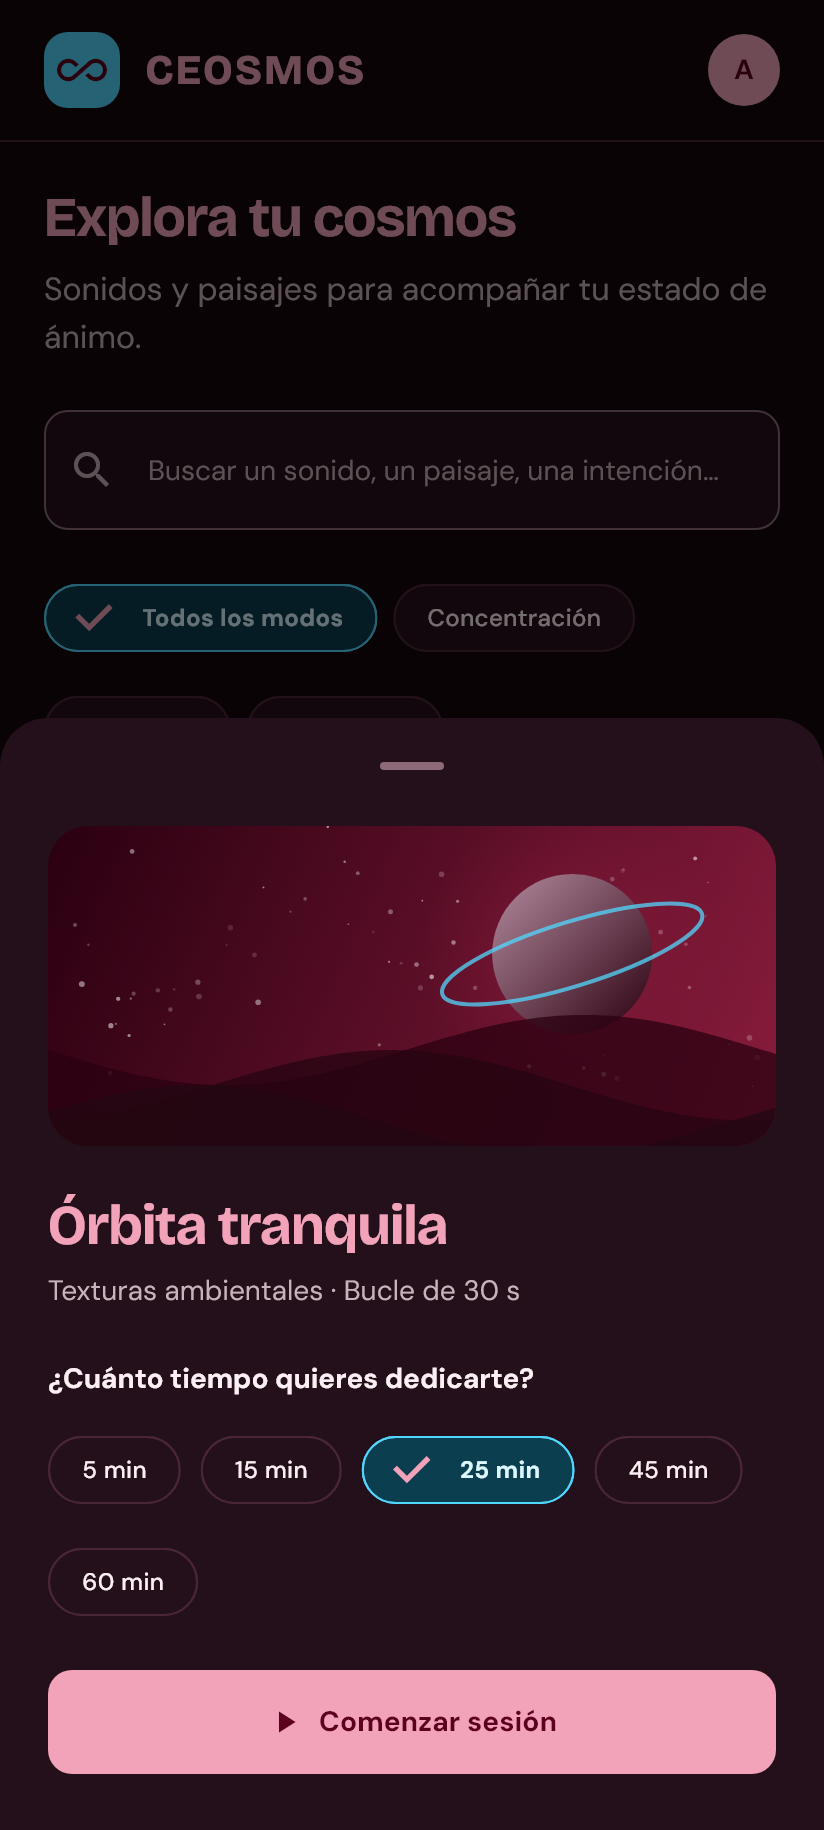 CEOSMOS
A
Explora tu cosmos
Sonidos y paisajes para acompañar tu estado de
ánimo.
Buscar un sonido, un paisaje, una intención...
Todos los modos
Concentración
Órbita tranquila
Texturas ambientales · Bucle de 30 s
¿Cuánto tiempo quieres dedicarte?
5 min
15 min
25 min
45 min
60 min
Comenzar sesión